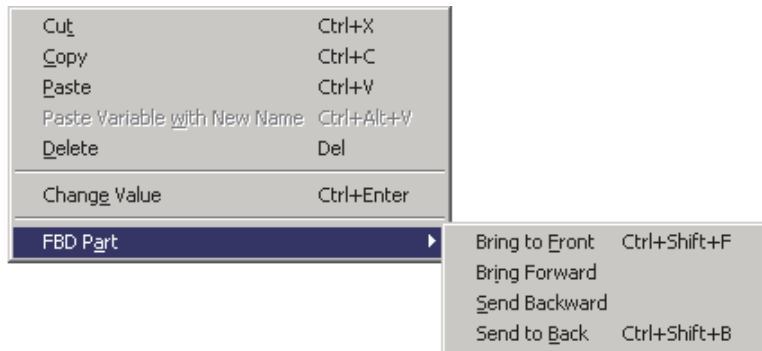 Cut Ctrl+X
Copy Ctrl+C
Paste Ctrl+V
Paste Variable with New Name Ctrl+Alt+V
Delete Del
Change Value Ctrl+Enter
FBD Part
Bring to Front Ctrl+Shift+F
Bring Forward
Send Backward
Send to Back Ctrl+Shift+B